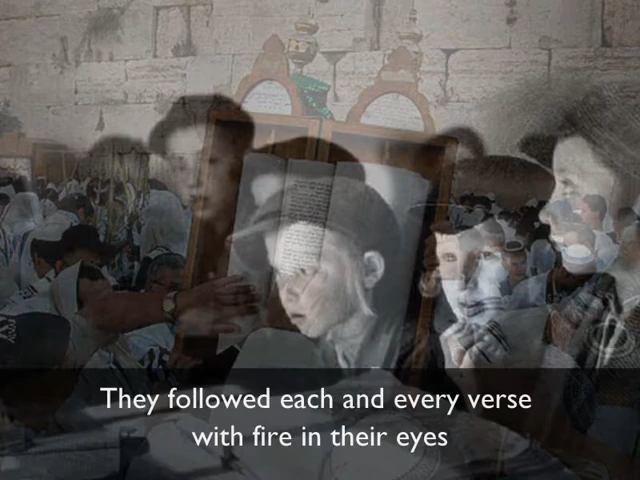 They followed each and every verse
with fire in their eyes